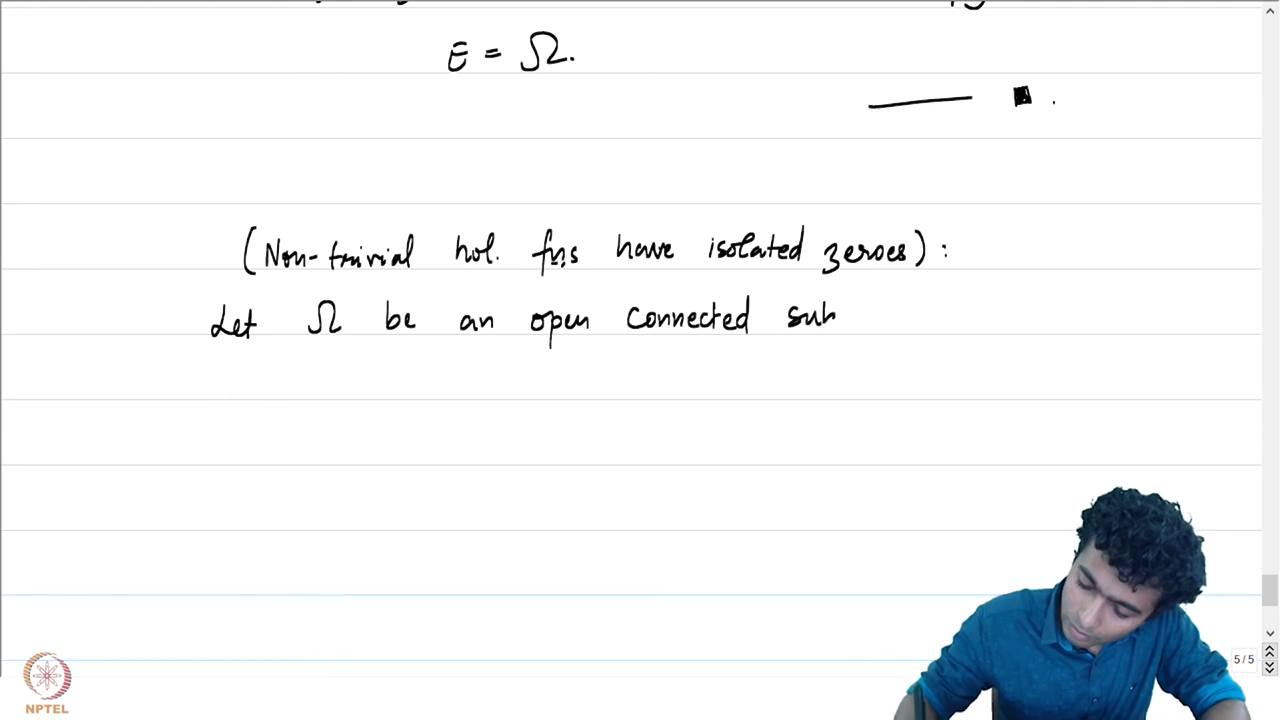 E = Ω.
(Non-trivial hol. fns have isolated zeroes) :
Let Ω be an open connected sub
5 / 5
NPTEL